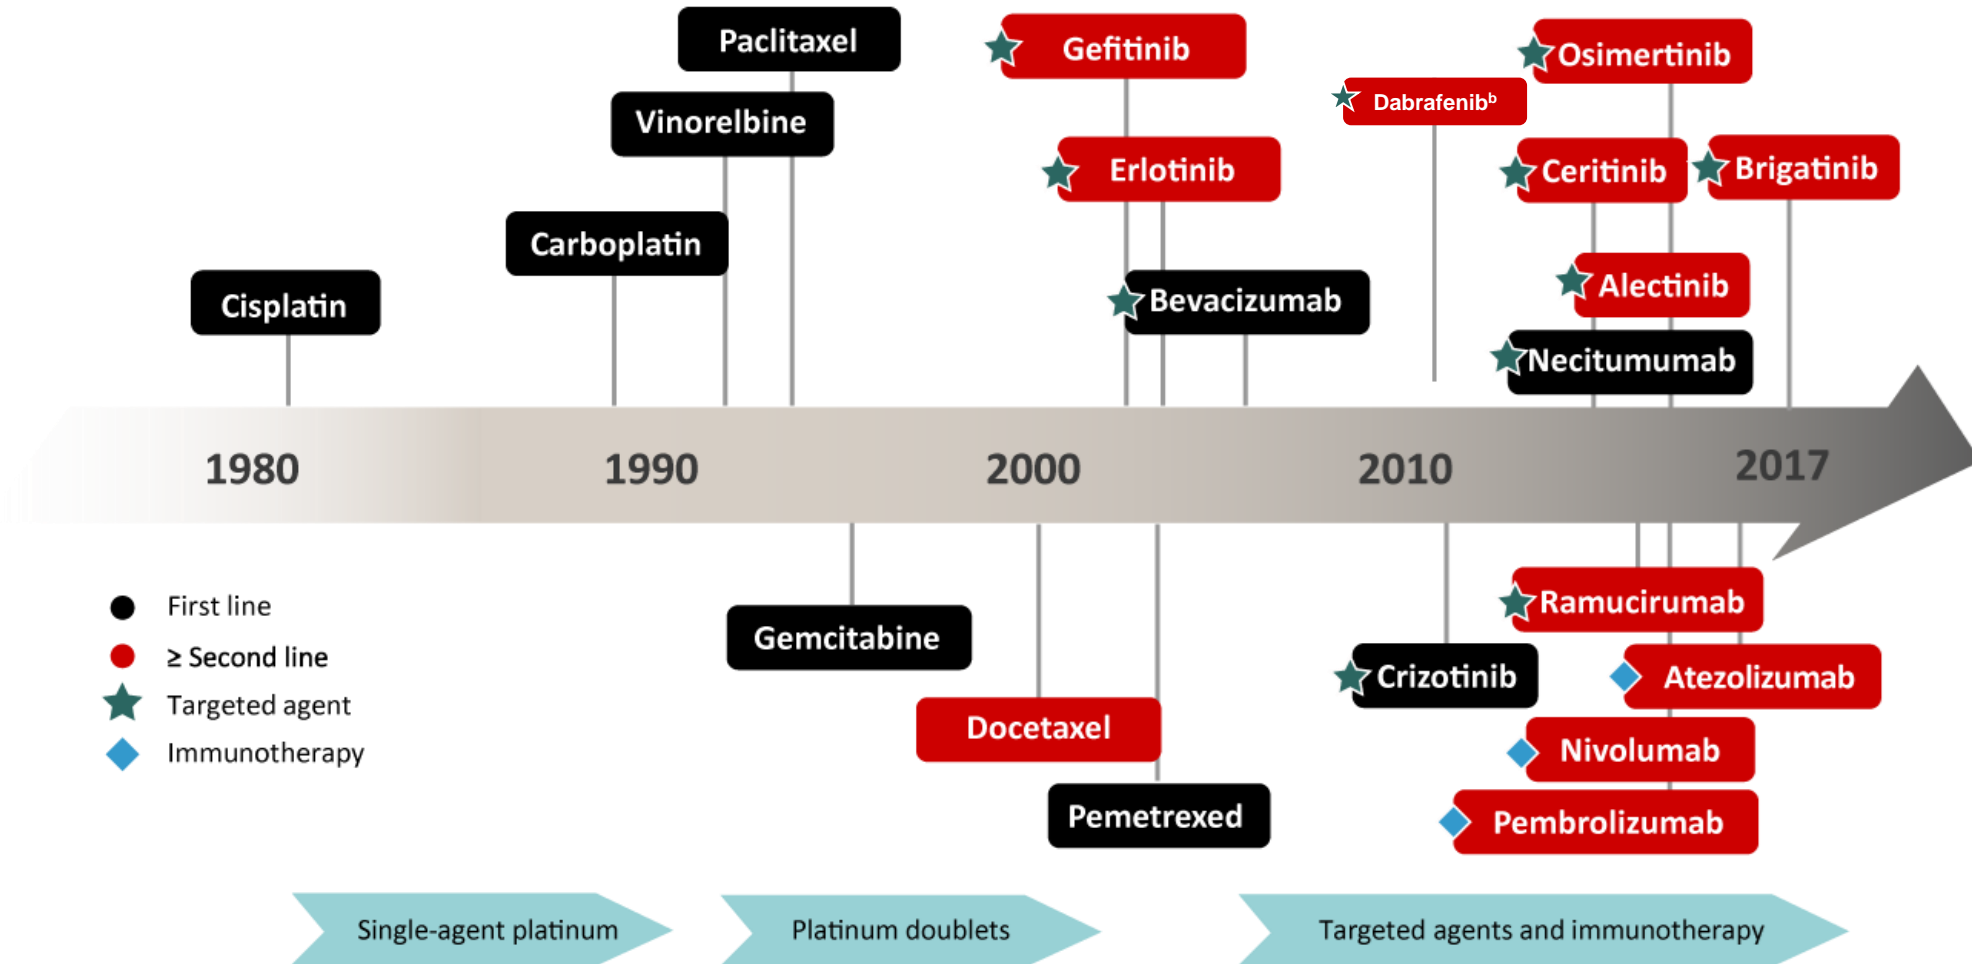 Paclitaxel
Gefitinib
Osimertinib
Dabrafenibᵇ
Vinorelbine
Erlotinib
Ceritinib
Brigatinib
Carboplatin
Cisplatin
Bevacizumab
Alectinib
Necitumumab
1980
1990
2000
2010
2017
First line
≥ Second line
Targeted agent
Immunotherapy
Gemcitabine
Docetaxel
Pemetrexed
Ramucirumab
Crizotinib
Atezolizumab
Nivolumab
Pembrolizumab
Single-agent platinum
Platinum doublets
Targeted agents and immunotherapy